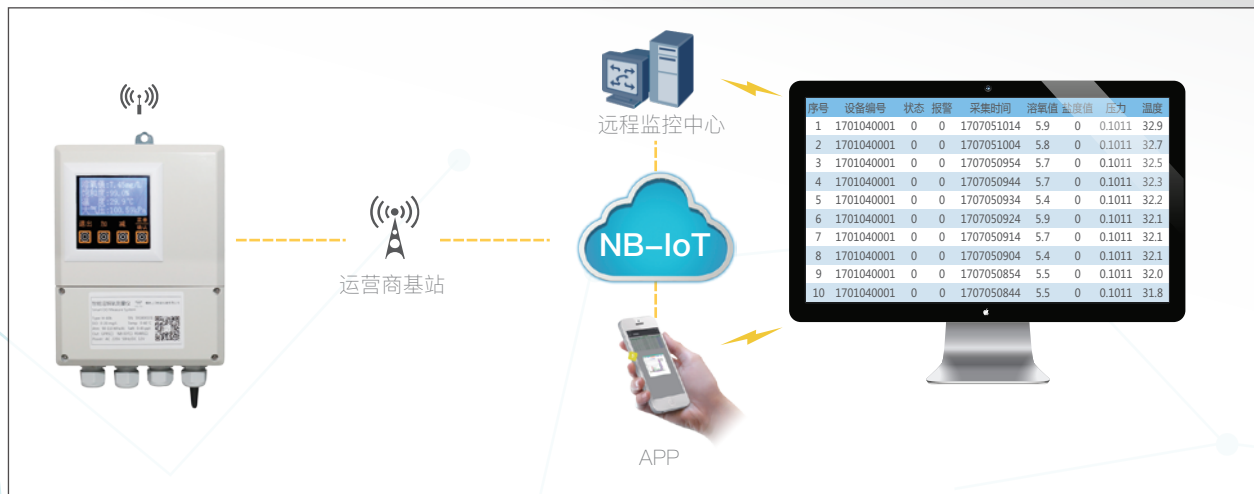 远程监控中心
NB-IoT
运营商基站
APP
序号 设备编号 状态 报警 采集时间 溶氧值 盐度值 压力 温度
1 1701040001 0 0 1707051014 5.9 0 0.1011 32.9
2 1701040001 0 0 1707051004 5.8 0 0.1011 32.7
3 1701040001 0 0 1707050954 5.7 0 0.1011 32.5
4 1701040001 0 0 1707050944 5.7 0 0.1011 32.3
5 1701040001 0 0 1707050934 5.4 0 0.1011 32.2
6 1701040001 0 0 1707050924 5.9 0 0.1011 32.1
7 1701040001 0 0 1707050914 5.7 0 0.1011 32.1
8 1701040001 0 0 1707050904 5.4 0 0.1011 32.1
9 1701040001 0 0 1707050854 5.5 0 0.1011 32.0
10 1701040001 0 0 1707050844 5.5 0 0.1011 31.8
退出 加 减